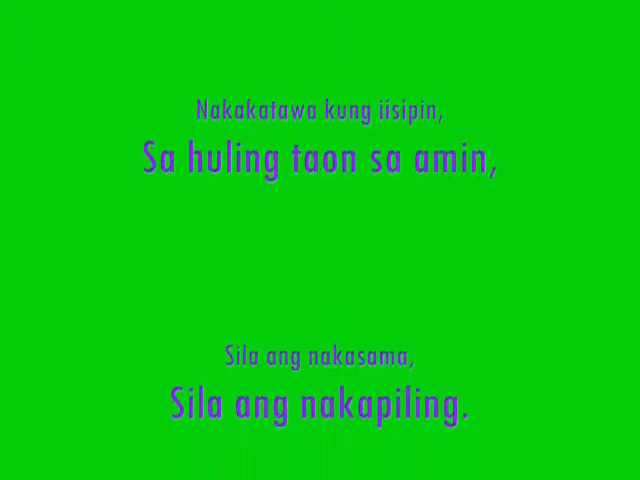 Nakakatawa kung iisipin,
Sa huling taon sa amin,
Sila ang nakasama,
Sila ang nakapiling.